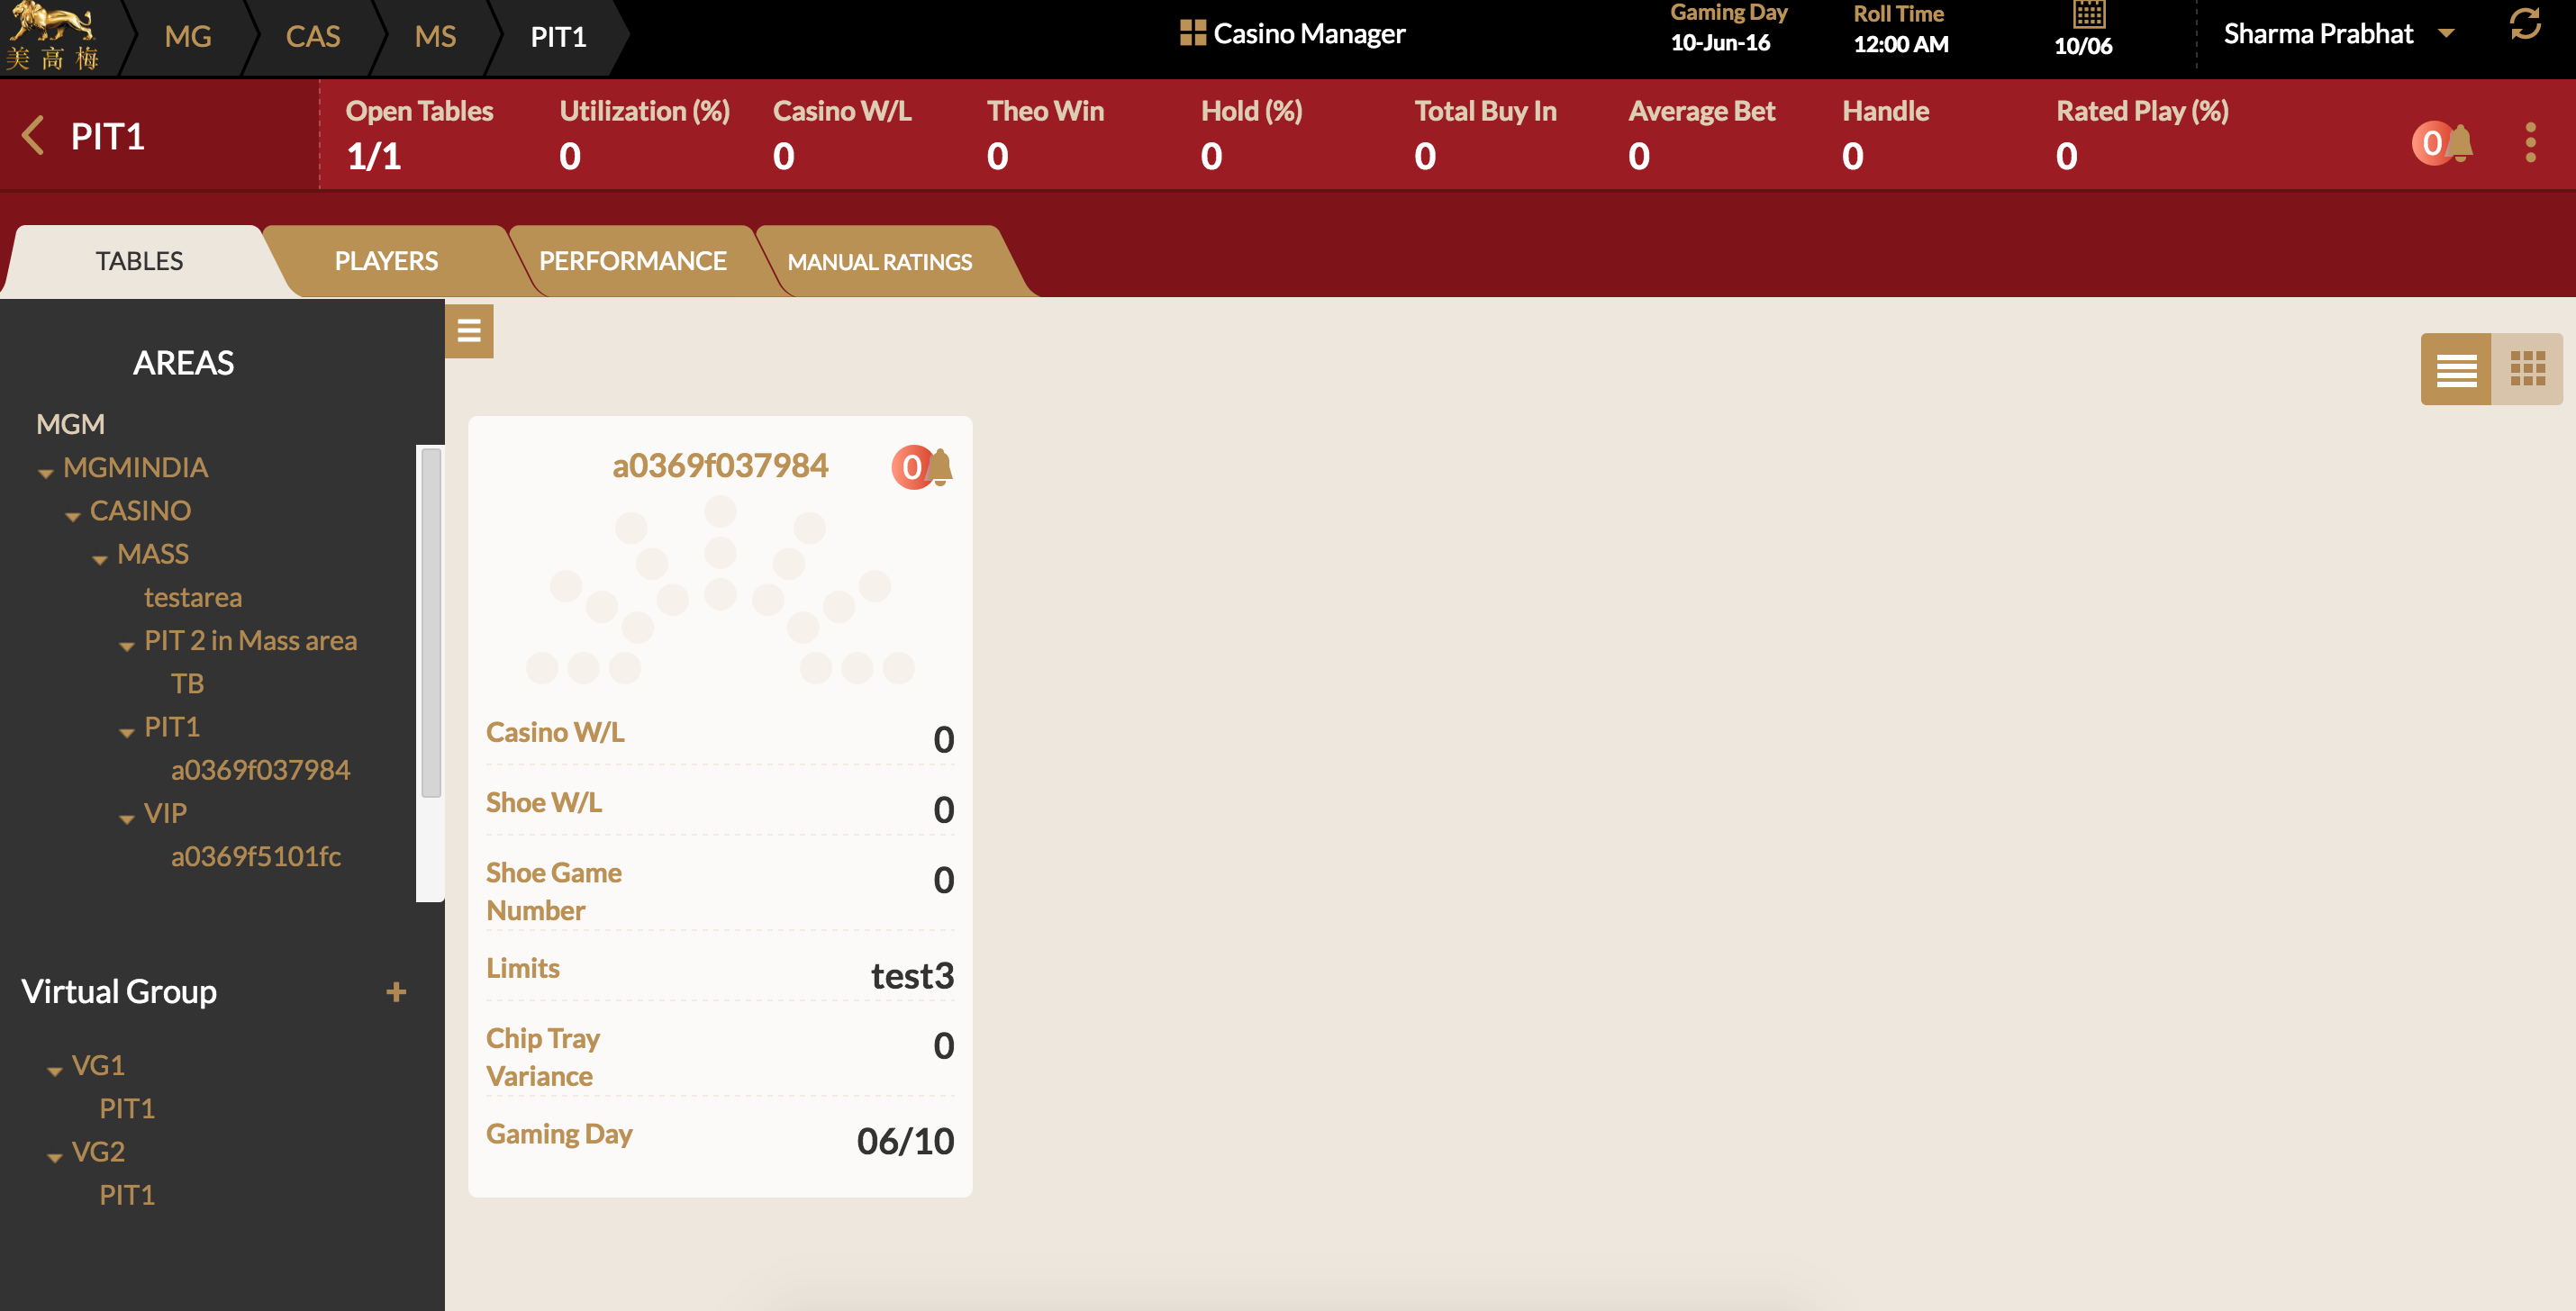 美高梅
MG
CAS
MS
PIT1
Casino Manager
Gaming Day
10-Jun-16
Roll Time
12:00 AM
10/06
Sharma Prabhat
PIT1
Open Tables
1/1
Utilization (%)
0
Casino W/L
0
Theo Win
0
Hold (%)
0
Total Buy In
0
Average Bet
0
Handle
0
Rated Play (%)
0
0
TABLES
PLAYERS
PERFORMANCE
MANUAL RATINGS
AREAS
MGM
MGMINDIA
CASINO
MASS
testarea
PIT 2 in Mass area
TB
PIT1
a0369f037984
VIP
a0369f5101fc
Virtual Group
+
VG1
PIT1
VG2
PIT1
a0369f037984
0
Casino W/L
0
Shoe W/L
0
Shoe Game
Number
0
Limits
test3
Chip Tray
Variance
0
Gaming Day
06/10